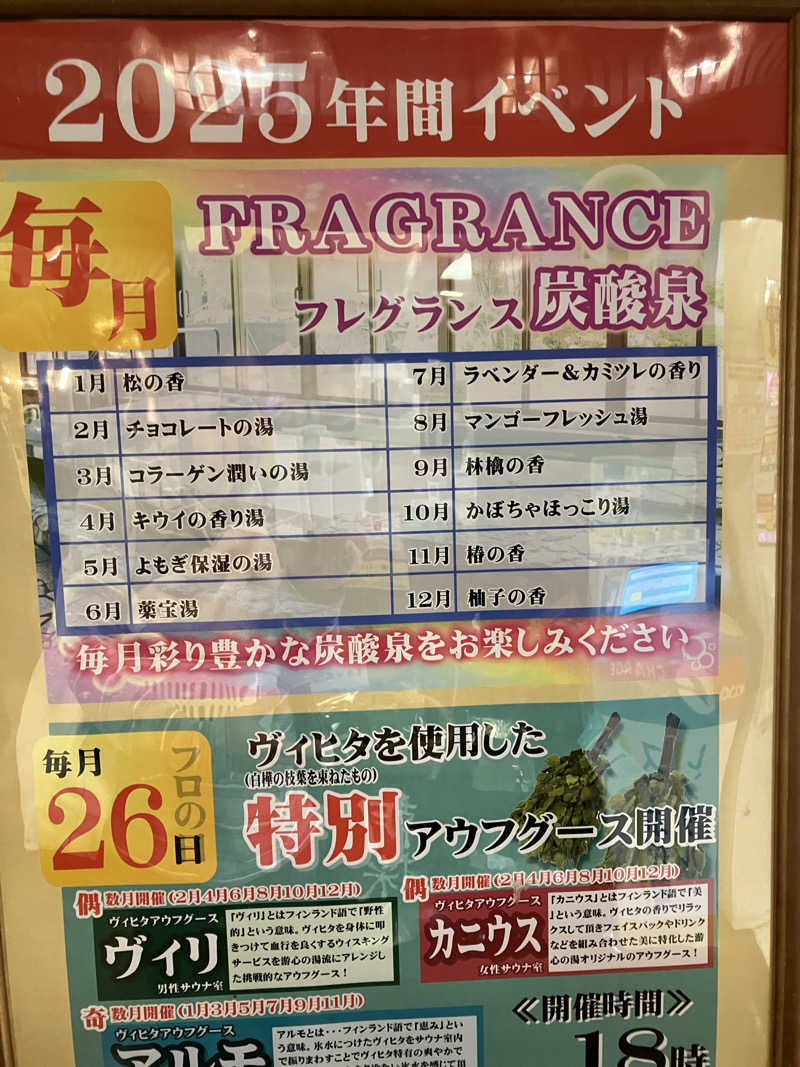 2025年間イベント
毎月
FRAGRANCE
フレグランス炭酸泉
1月 松の香
2月 チョコレートの湯
3月 コラーゲン潤いの湯
4月 キウイの香り湯
5月 よもぎ保湿の湯
6月 薬宝湯
7月 ラベンダー＆カミツレの香り
8月 マンゴーフレッシュ湯
9月 林檎の香
10月 かぼちゃほっこり湯
11月 椿の香
12月 柚子の香
毎月彩り豊かな炭酸泉をお楽しみください
毎月
26
フロの日
ヴィヒタを使用した
(白樺の枝葉を束ねたもの)
特別アウフグース開催
偶数月開催(2月4月6月8月10月12月)
ヴィヒタアウフグース
ヴィリ
男性サウナ室
『ヴィリ』とはフィンランド語で『野性
的』という意味。ヴィヒタを身体に叩
きつけて血行を良くするウィスキング
サービスを游心の湯流にアレンジし
た挑戦的なアウフグース！
偶数月開催(2月4月6月8月10月12月)
ヴィヒタアウフグース
カニウス
女性サウナ室
『カニウス』とはフィンランド語で『美
』という意味。ヴィヒタの香りでリラッ
クスして頂きフェイスパックやドリンク
などを組み合わせた美に特化した游
心の湯オリジナルのアウフグース！
奇数月開催(1月3月5月7月9月11月)
ヴィヒタアウフグース
アルモ
アルモとは・・・フィンランド語で『恵み』とい
う意味。氷水につけたヴィヒタをサウナ室内
で振りまわすことでヴィヒタ特有の爽やかで
≪開催時間≫
18時